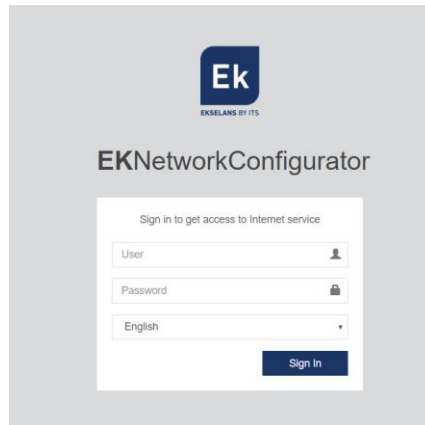 Ek
EKSELANS BY ITS
EKNetworkConfigurator
Sign in to get access to Internet service
User
Password
English
Sign In